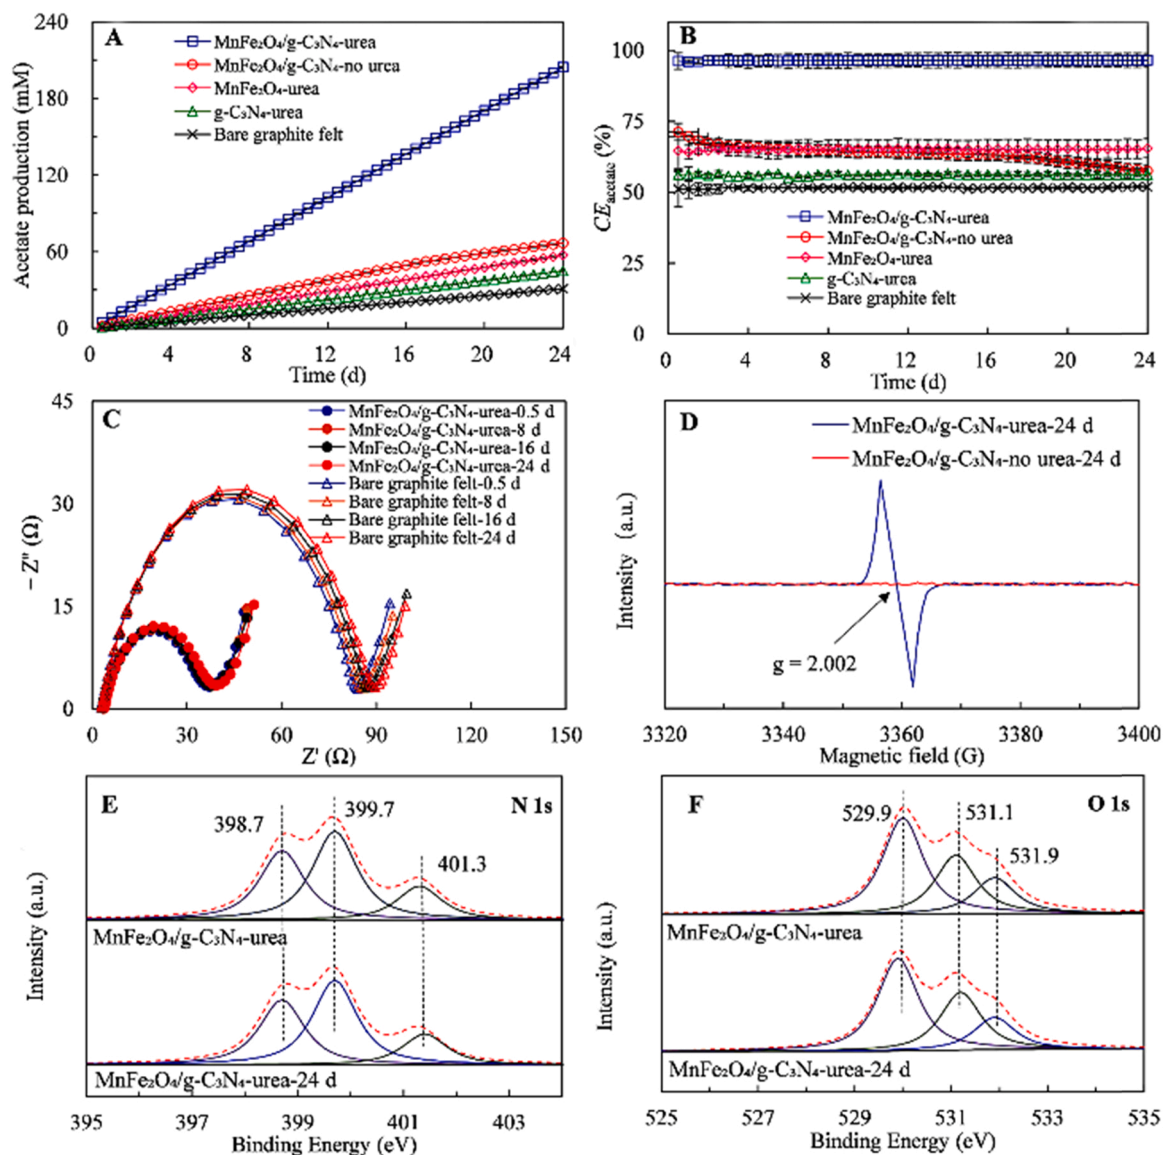 A
240
180
120
60
0
Acetate production (mM)
MnFe₂O₄/g-C₃N₄-urea
MnFe₂O₄/g-C₃N₄-no urea
MnFe₂O₄-urea
g-C₃N₄-urea
Bare graphite felt
0 4 8 12 16 20 24
Time (d)
B
100
75
50
25
0
CEacetate (%)
MnFe₂O₄/g-C₃N₄-urea
MnFe₂O₄/g-C₃N₄-no urea
MnFe₂O₄-urea
g-C₃N₄-urea
Bare graphite felt
0 4 8 12 16 20 24
Time (d)
C
45
30
15
0
− Z'' (Ω)
MnFe₂O₄/g-C₃N₄-urea-0.5 d
MnFe₂O₄/g-C₃N₄-urea-8 d
MnFe₂O₄/g-C₃N₄-urea-16 d
MnFe₂O₄/g-C₃N₄-urea-24 d
Bare graphite felt-0.5 d
Bare graphite felt-8 d
Bare graphite felt-16 d
Bare graphite felt-24 d
0 30 60 90 120 150
Z' (Ω)
D
MnFe₂O₄/g-C₃N₄-urea-24 d
MnFe₂O₄/g-C₃N₄-no urea-24 d
Intensity (a.u.)
g = 2.002
3320 3340 3360 3380 3400
Magnetic field (G)
E
N 1s
398.7
399.7
401.3
Intensity (a.u.)
MnFe₂O₄/g-C₃N₄-urea
MnFe₂O₄/g-C₃N₄-urea-24 d
395 397 399 401 403
Binding Energy (eV)
F
O 1s
529.9
531.1
531.9
Intensity (a.u.)
MnFe₂O₄/g-C₃N₄-urea
MnFe₂O₄/g-C₃N₄-urea-24 d
525 527 529 531 533 535
Binding Energy (eV)